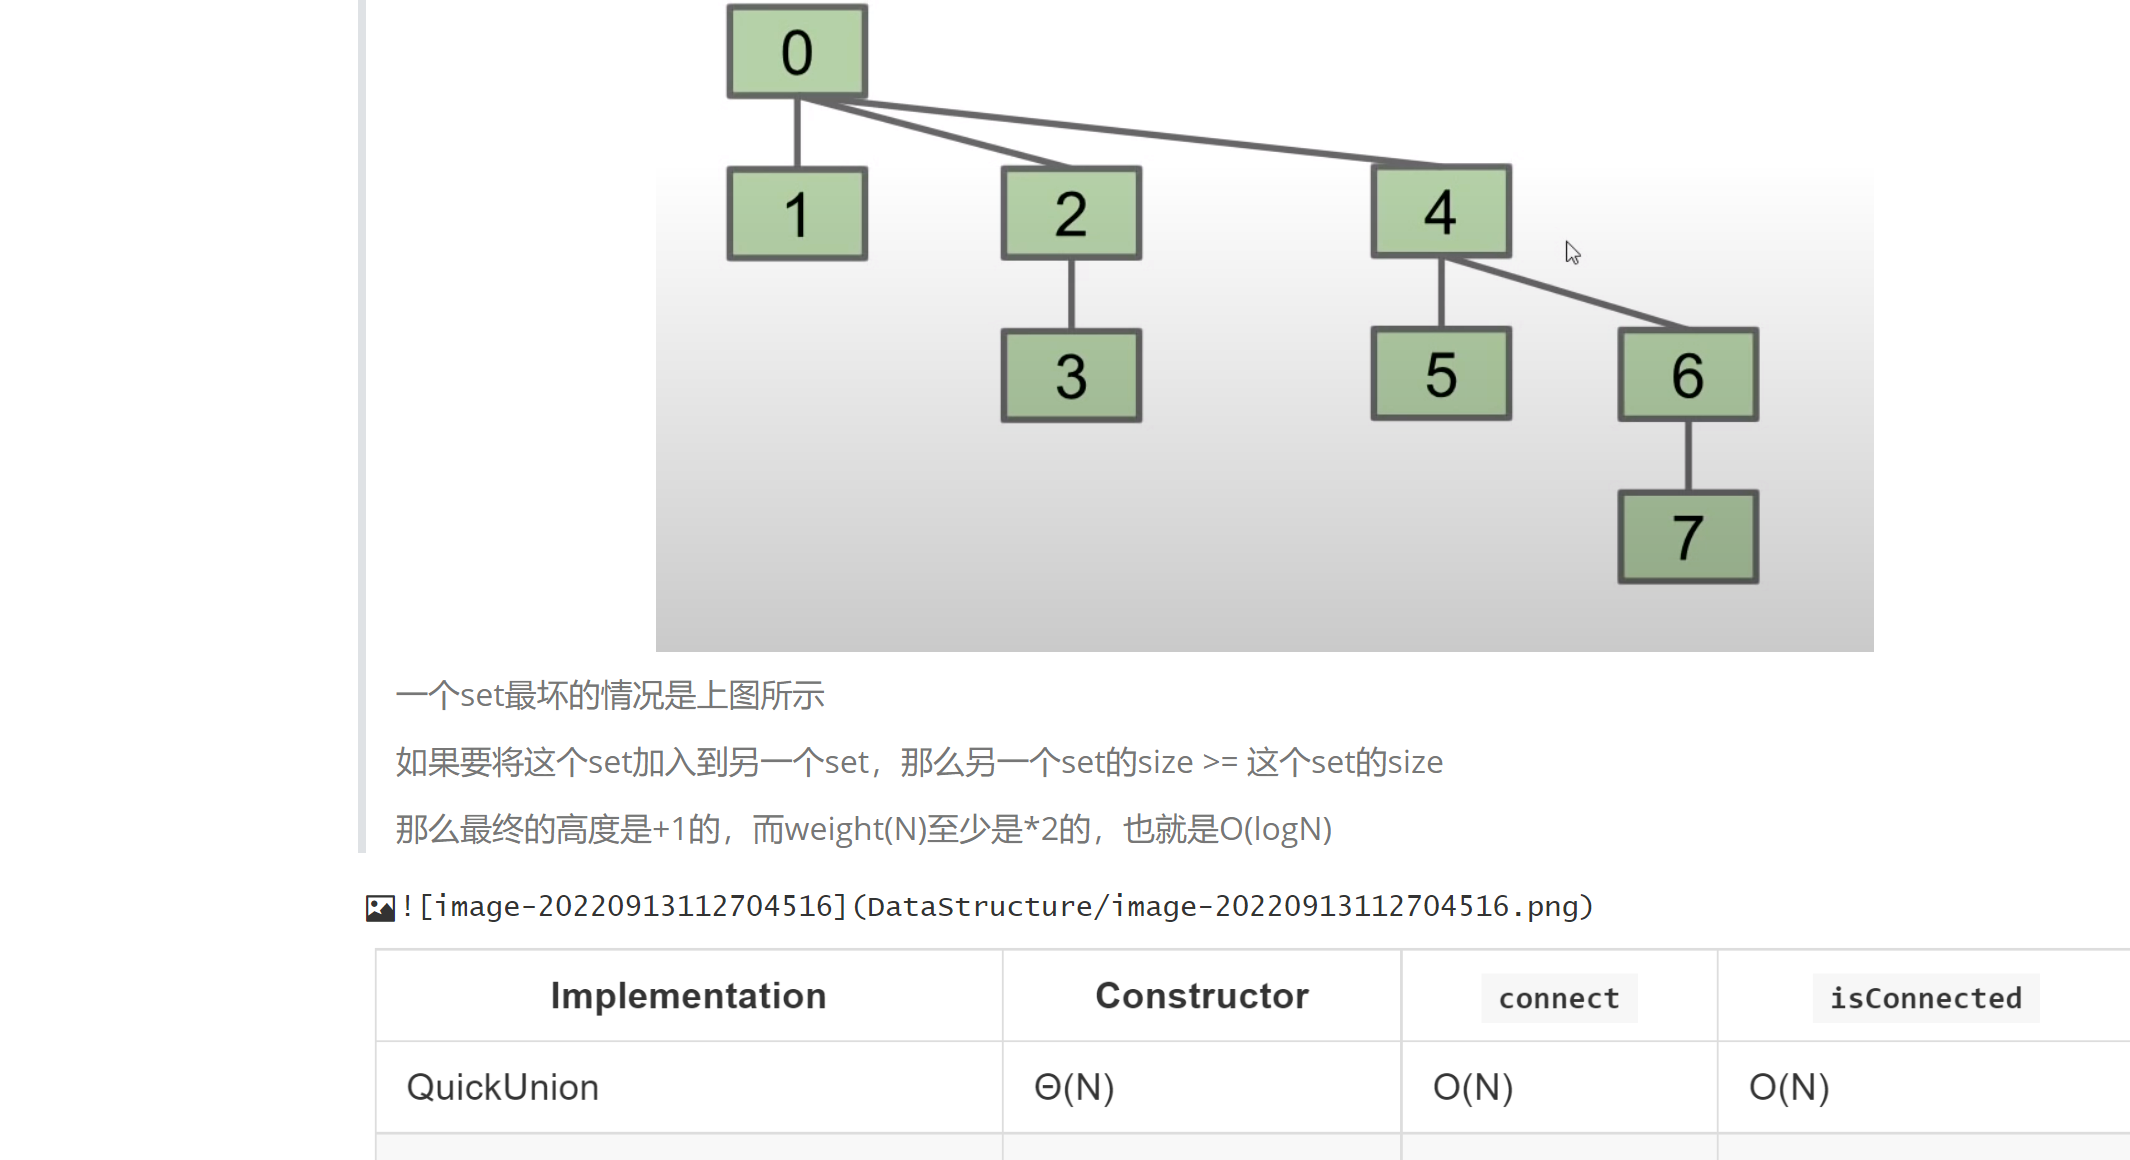 0
1
2
4
3
5
6
7
一个set最坏的情况是上图所示
如果要将这个set加入到另一个set，那么另一个set的size >= 这个set的size
那么最终的高度是+1的，而weight(N)至少是*2的，也就是O(logN)
![image-20220913112704516](DataStructure/image-20220913112704516.png)
Implementation Constructor connect isConnected
QuickUnion Θ(N) O(N) O(N)